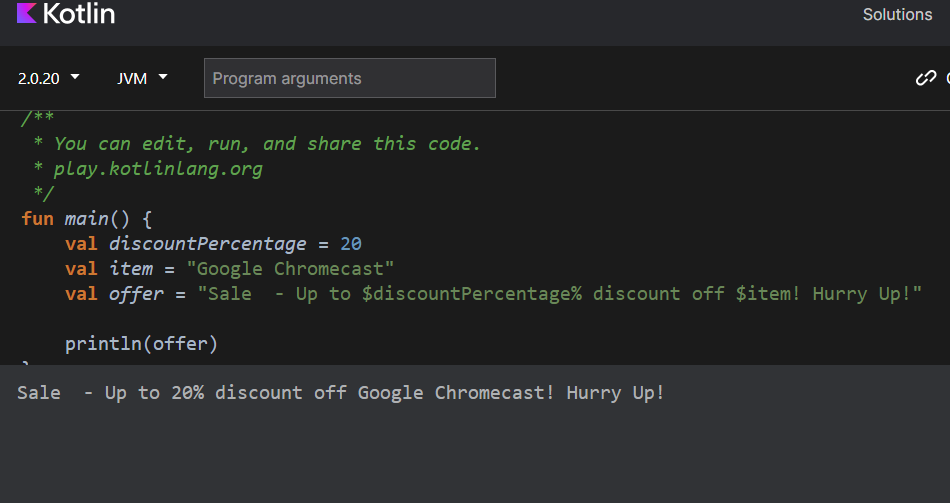 Kotlin
Solutions
2.0.20
JVM
Program arguments
/**
 * You can edit, run, and share this code.
 * play.kotlinlang.org
 */
fun main() {
    val discountPercentage = 20
    val item = "Google Chromecast"
    val offer = "Sale  - Up to $discountPercentage% discount off $item! Hurry Up!"
    println(offer)
Sale  - Up to 20% discount off Google Chromecast! Hurry Up!